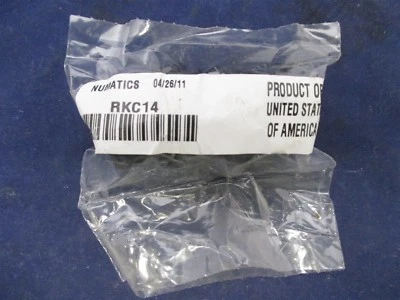 NUMATICS 04/26/11
RKC14
PRODUCT OF
UNITED STATES
OF AMERICA